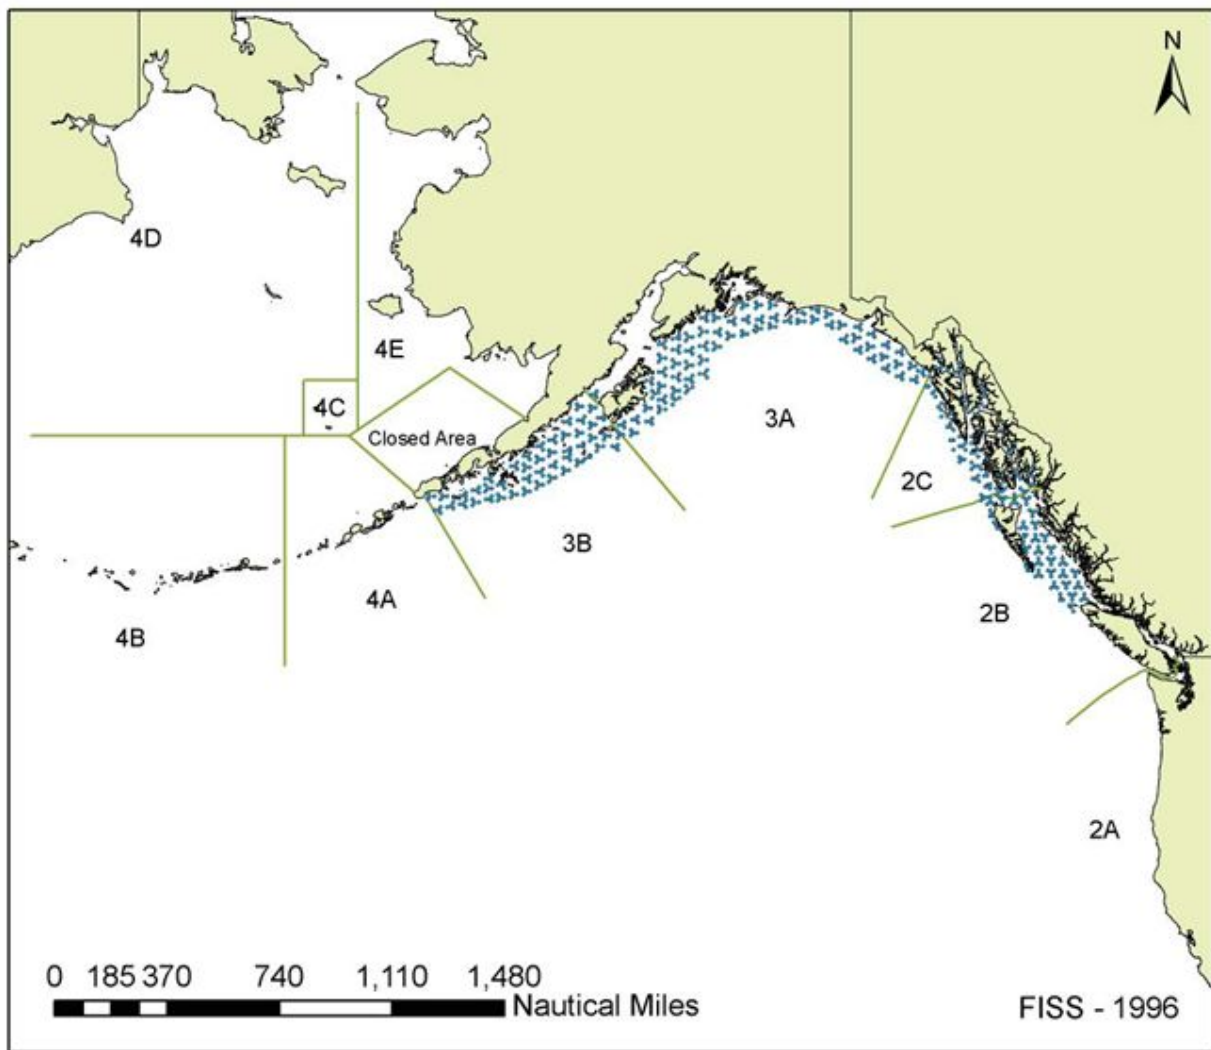 N
4D
4E
4C
Closed Area
3A
2C
3B
4A
2B
4B
2A
0 185 370 740 1,110 1,480
Nautical Miles
FISS - 1996